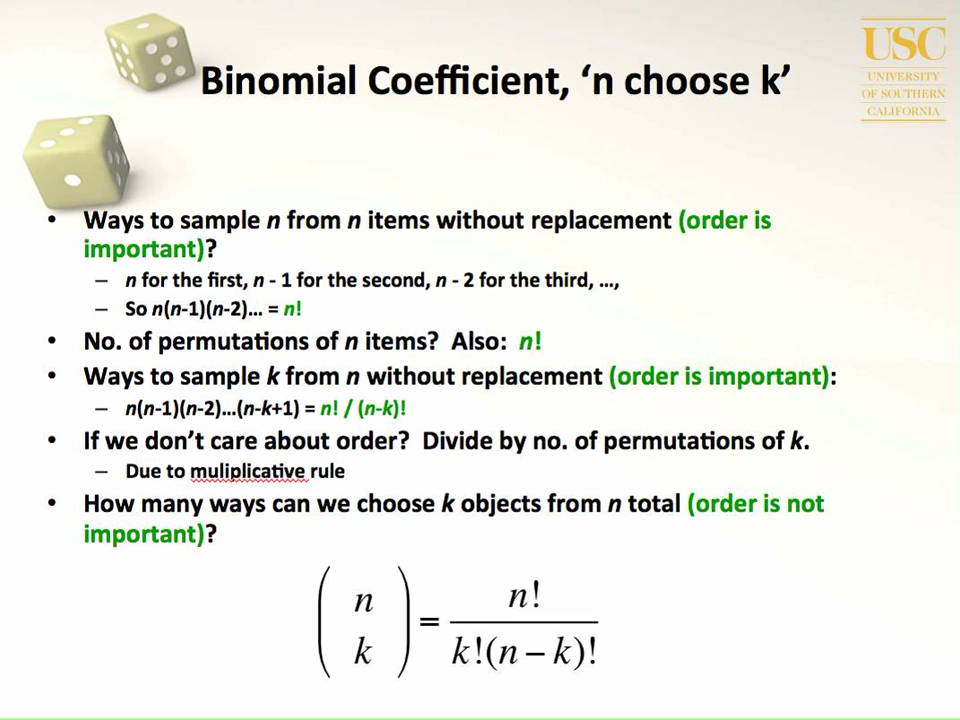 Binomial Coefficient, ‘n choose k’
USC
UNIVERSITY
OF SOUTHERN
CALIFORNIA
• Ways to sample n from n items without replacement (order is
important)?
– n for the first, n - 1 for the second, n - 2 for the third, …,
– So n(n-1)(n-2)… = n!
• No. of permutations of n items? Also: n!
• Ways to sample k from n without replacement (order is important):
– n(n-1)(n-2)…(n-k+1) = n! / (n-k)!
• If we don’t care about order? Divide by no. of permutations of k.
– Due to muliplicative rule
• How many ways can we choose k objects from n total (order is not
important)?
( n k ) = n! / k!(n – k)!